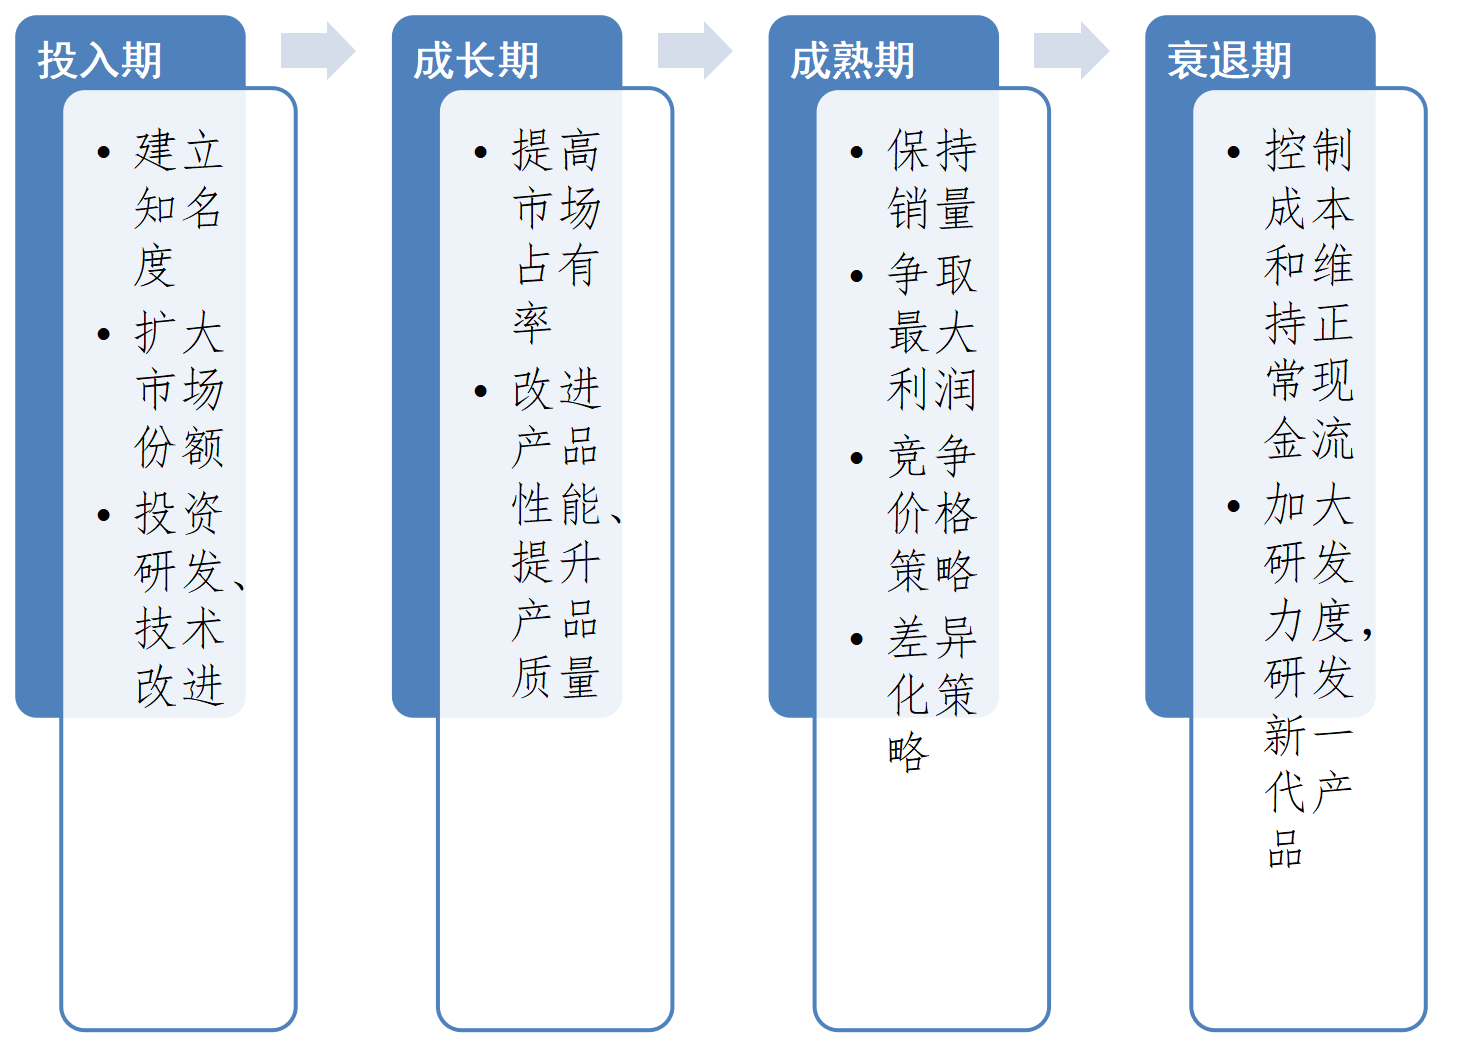 投入期
• 建立
知名
度
• 扩大
市场
份额
• 投资
研发、
技术
改进
成长期
• 提高
市场
占有
率
• 改进
产品
性能、
提升
产品
质量
成熟期
• 保持
销量
• 争取
最大
利润
• 竞争
价格
策略
• 差异
化策
略
衰退期
• 控制
成本
和维
持正
常现
金流
• 加大
研发
力度，
研发
新一
代产
品